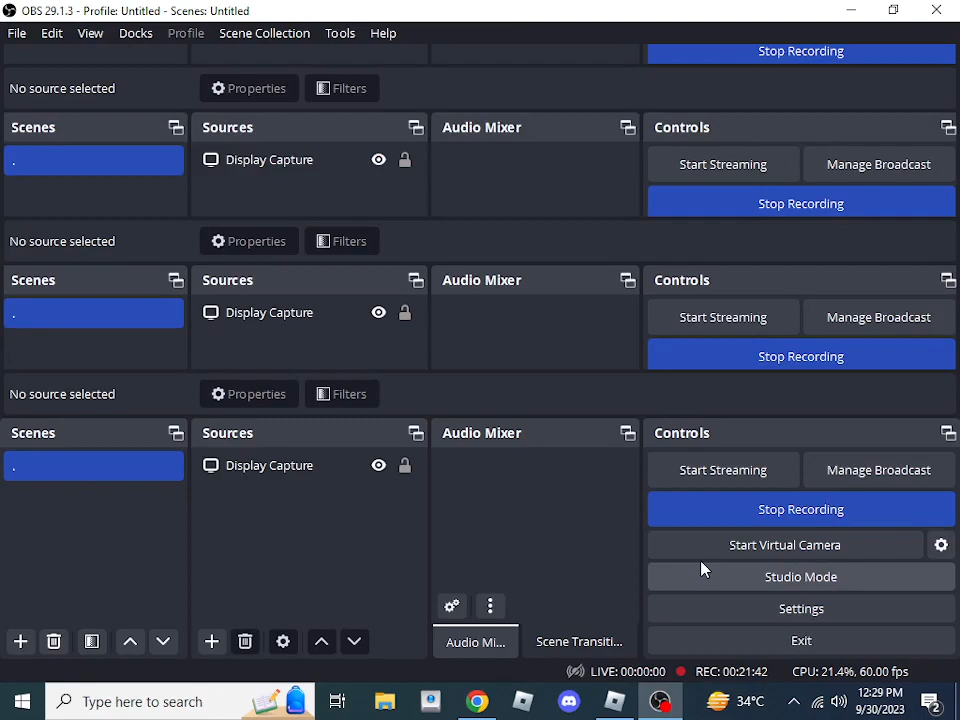 OBS 29.1.3 - Profile: Untitled - Scenes: Untitled
File Edit View Docks Profile Scene Collection Tools Help
Stop Recording
No source selected Properties Filters
Scenes Sources Audio Mixer Controls
. Display Capture Start Streaming Manage Broadcast
Stop Recording
No source selected Properties Filters
Scenes Sources Audio Mixer Controls
. Display Capture Start Streaming Manage Broadcast
Stop Recording
No source selected Properties Filters
Scenes Sources Audio Mixer Controls
. Display Capture Start Streaming Manage Broadcast
Stop Recording
Start Virtual Camera
Studio Mode
Settings
Audio Mi... Scene Transiti... Exit
LIVE: 00:00:00 REC: 00:21:42 CPU: 21.4%, 60.00 fps
Type here to search 34°C 12:29 PM
9/30/2023 2